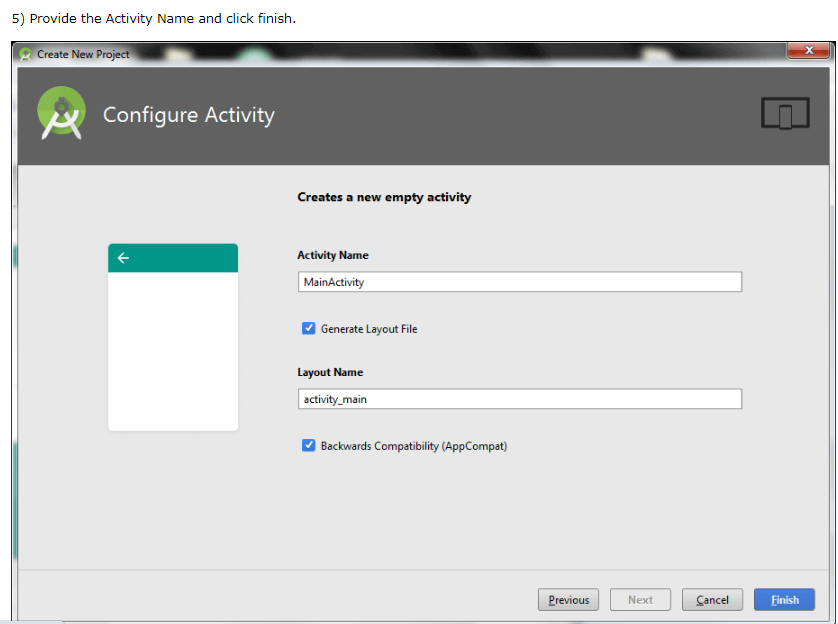 5) Provide the Activity Name and click finish.
Create New Project
Configure Activity
Creates a new empty activity
Activity Name
MainActivity
Generate Layout File
Layout Name
activity_main
Backwards Compatibility (AppCompat)
Previous Next Cancel Finish